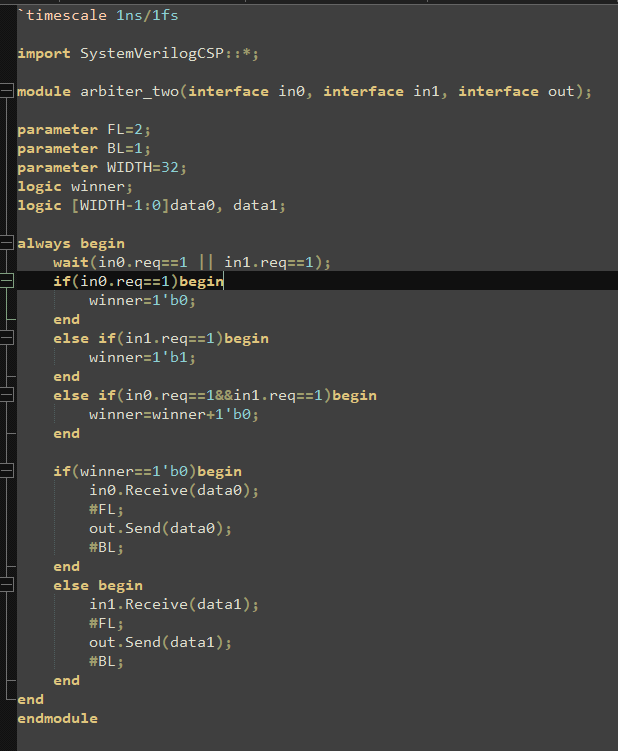 `timescale 1ns/1fs
import SystemVerilogCSP::*;
module arbiter_two(interface in0, interface in1, interface out);
parameter FL=2;
parameter BL=1;
parameter WIDTH=32;
logic winner;
logic [WIDTH-1:0]data0, data1;
always begin
wait(in0.req==1 || in1.req==1);
if(in0.req==1)begin
winner=1'b0;
end
else if(in1.req==1)begin
winner=1'b1;
end
else if(in0.req==1&&in1.req==1)begin
winner=winner+1'b0;
end
if(winner==1'b0)begin
in0.Receive(data0);
#FL;
out.Send(data0);
#BL;
end
else begin
in1.Receive(data1);
#FL;
out.Send(data1);
#BL;
end
end
endmodule